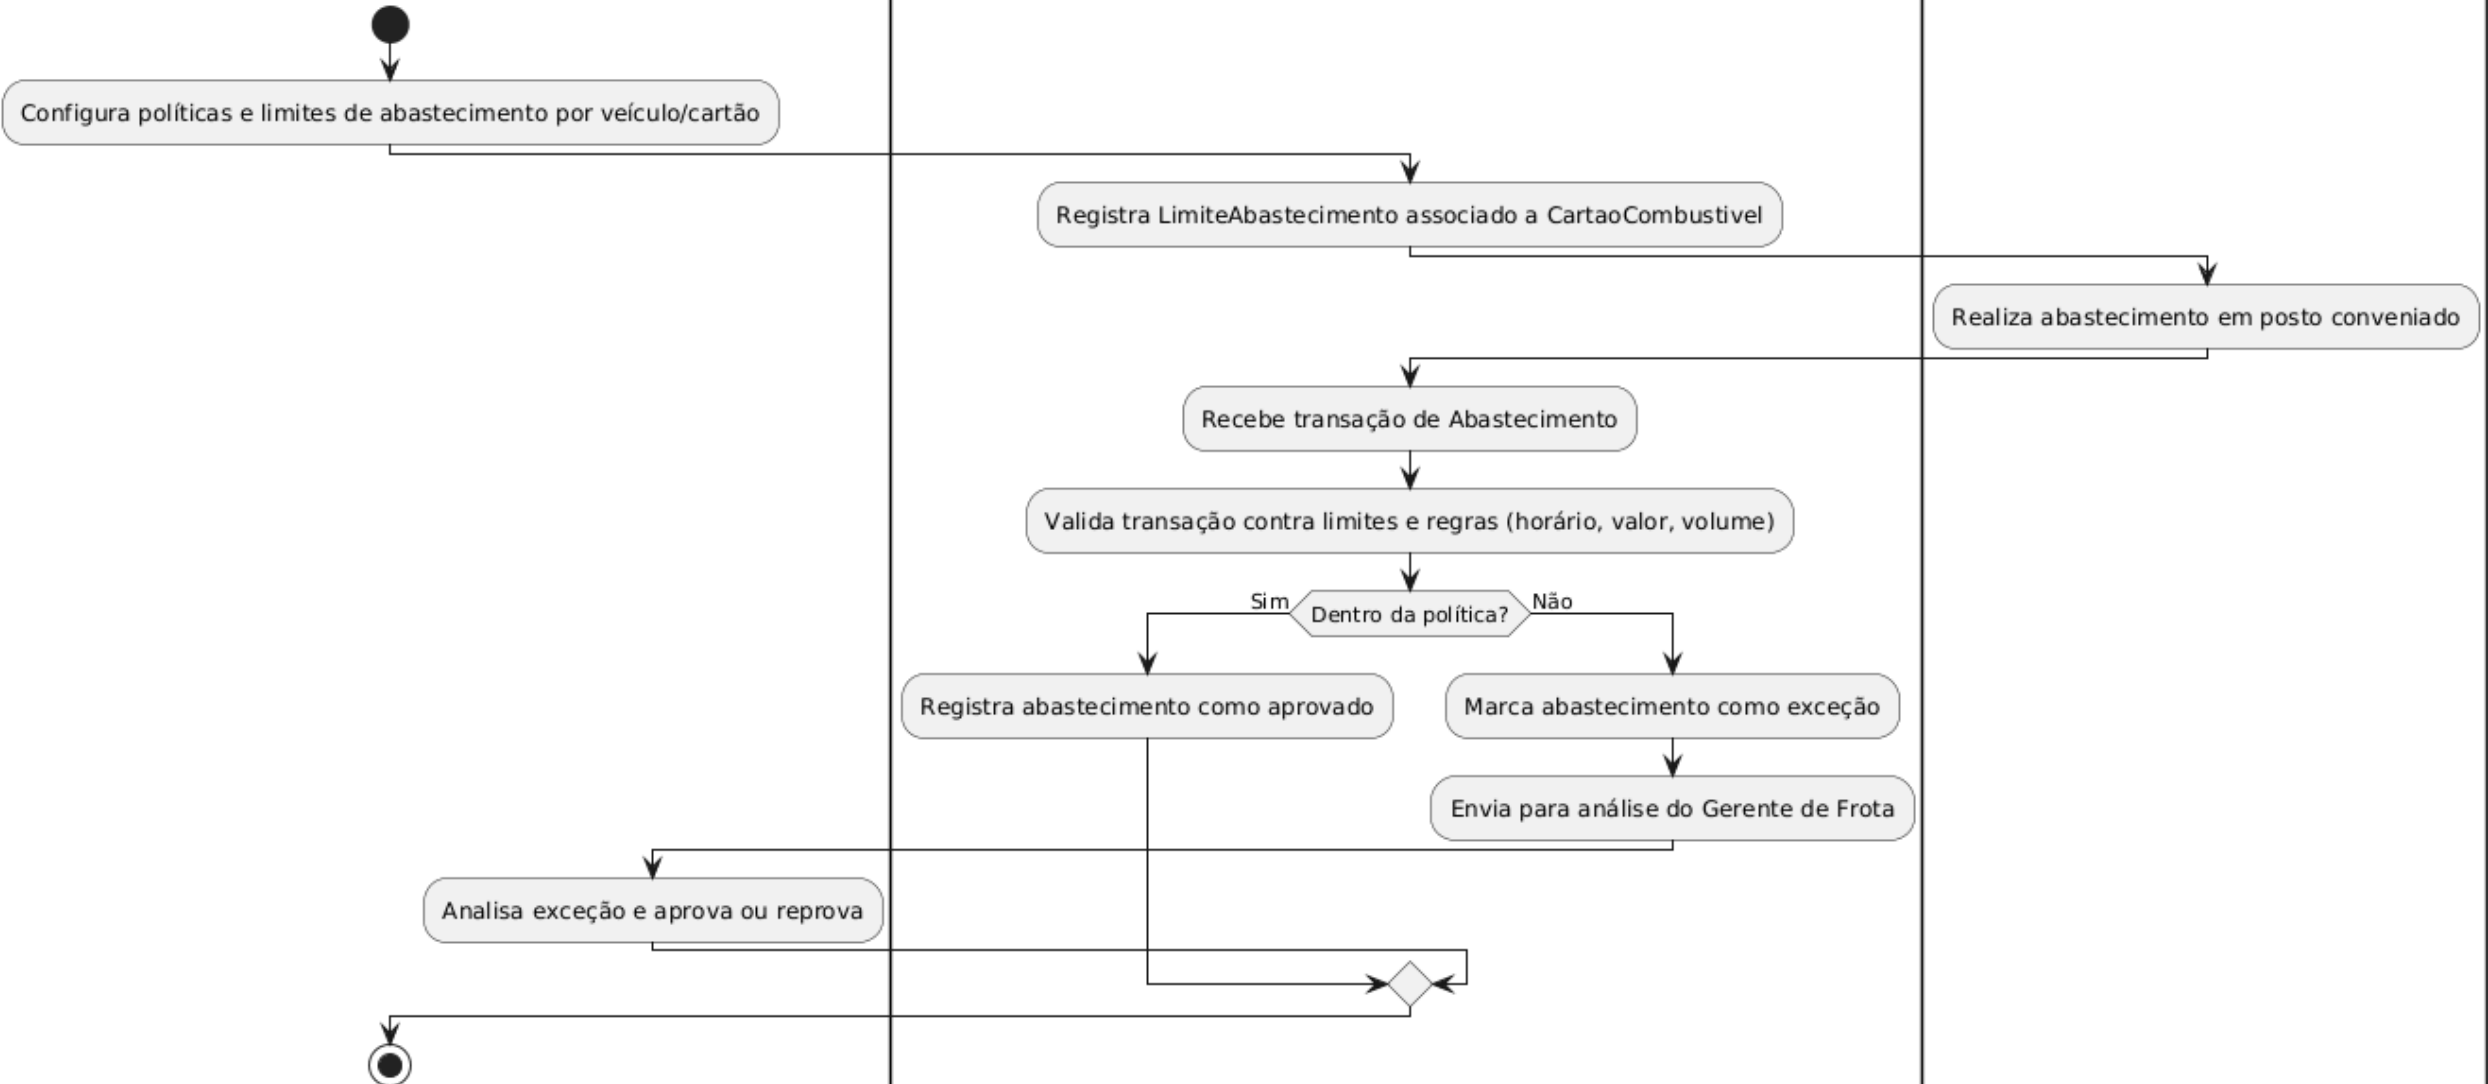 Configura políticas e limites de abastecimento por veículo/cartão
Registra LimiteAbastecimento associado a CartaoCombustivel
Realiza abastecimento em posto conveniado
Recebe transação de Abastecimento
Valida transação contra limites e regras (horário, valor, volume)
Sim
Dentro da política?
Não
Registra abastecimento como aprovado
Marca abastecimento como exceção
Envia para análise do Gerente de Frota
Analisa exceção e aprova ou reprova